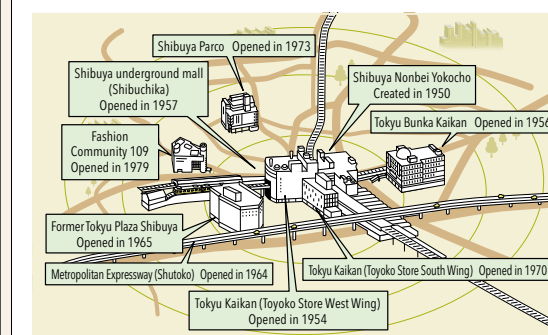 Shibuya Parco Opened in 1973
Shibuya underground mall
(Shibuchika)
Opened in 1957
Shibuya Nonbei Yokocho
Created in 1950
Tokyu Bunka Kaikan Opened in 1956
Fashion
Community 109
Opened in 1979
Former Tokyu Plaza Shibuya
Opened in 1965
Metropolitan Expressway (Shutoko) Opened in 1964
Tokyu Kaikan (Toyoko Store South Wing) Opened in 1970
Tokyu Kaikan (Toyoko Store West Wing)
Opened in 1954